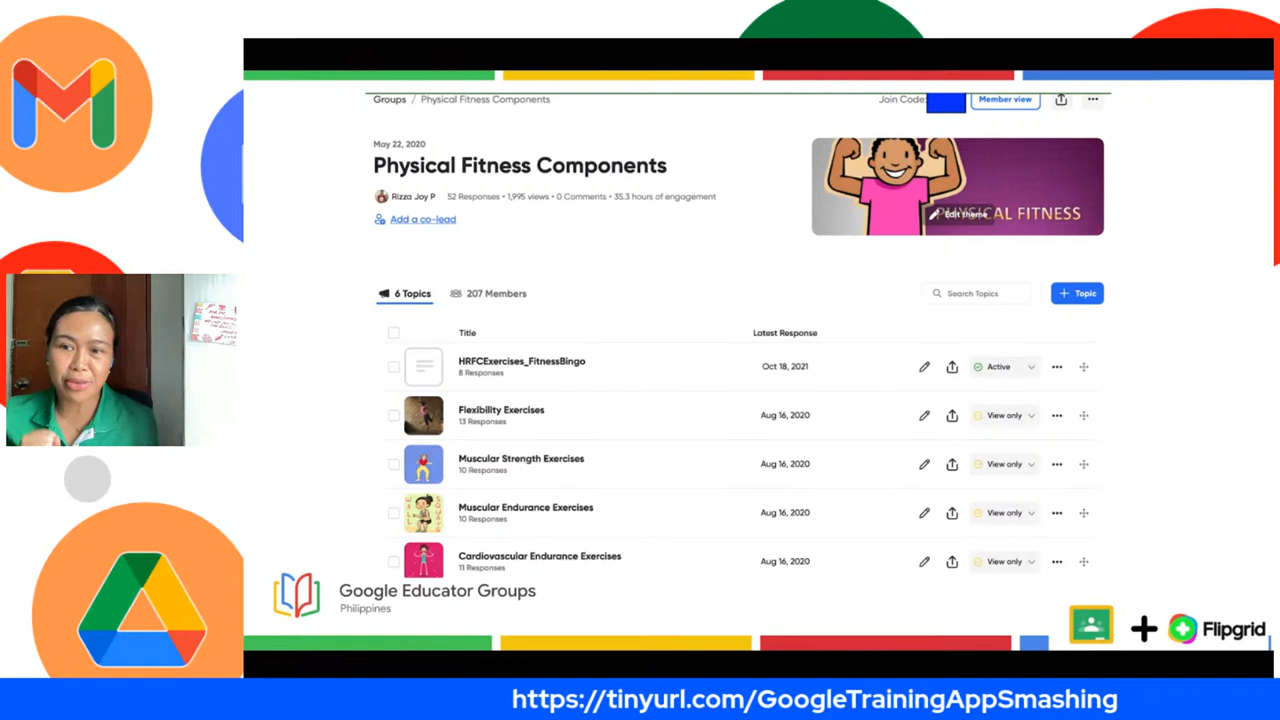 Groups / Physical Fitness Components
Join Code:
Member view
May 22, 2020
Physical Fitness Components
Rizza Joy P 52 Responses • 1,995 views • 0 Comments • 35.3 hours of engagement
Add a co-lead
Edit theme
PHYSICAL FITNESS
6 Topics
207 Members
Search Topics
+ Topic
Title
Latest Response
HRFCExercises_FitnessBingo
8 Responses
Oct 18, 2021
Active
Flexibility Exercises
13 Responses
Aug 16, 2020
View only
Muscular Strength Exercises
10 Responses
Aug 16, 2020
View only
WALL SQUATS
Muscular Endurance Exercises
10 Responses
Aug 16, 2020
View only
Cardiovascular Endurance Exercises
11 Responses
Aug 16, 2020
View only
Google Educator Groups
Philippines
+ Flipgrid
https://tinyurl.com/GoogleTrainingAppSmashing